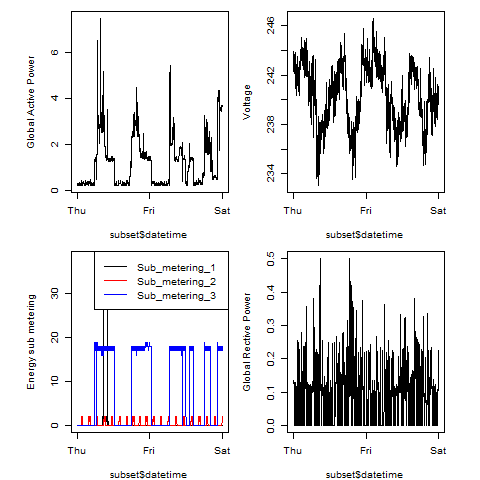 Global Active Power
0
2
4
6
Thu
Fri
Sat
subset$datetime
Voltage
234
238
242
246
Thu
Fri
Sat
subset$datetime
Energy sub metering
0
10
20
30
Sub_metering_1
Sub_metering_2
Sub_metering_3
Thu
Fri
Sat
subset$datetime
Global Rective Power
0.0
0.1
0.2
0.3
0.4
0.5
Thu
Fri
Sat
subset$datetime